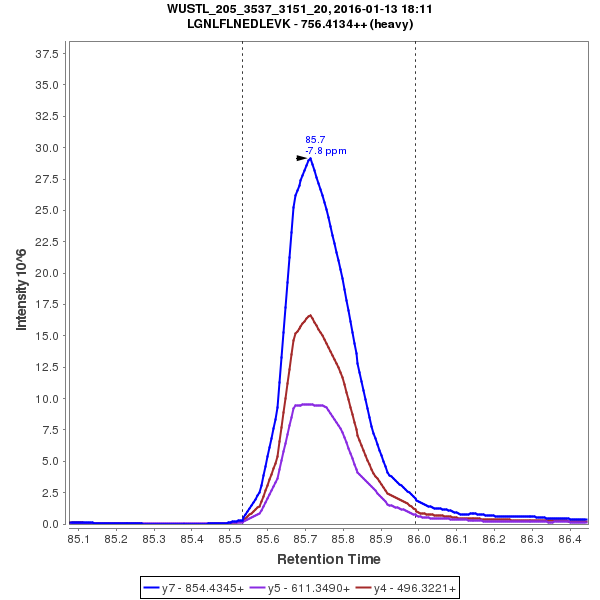 WUSTL_205_3537_3151_20, 2016-01-13 18:11
LGNLFLNEDLEVK - 756.4134++ (heavy)
37.5
35.0
32.5
30.0
27.5
25.0
22.5
20.0
17.5
15.0
12.5
10.0
7.5
5.0
2.5
0.0
Intensity 10^6
85.7
-7.8 ppm
85.1 85.2 85.3 85.4 85.5 85.6 85.7 85.8 85.9 86.0 86.1 86.2 86.3 86.4
Retention Time
y7 - 854.4345+ y5 - 611.3490+ y4 - 496.3221+